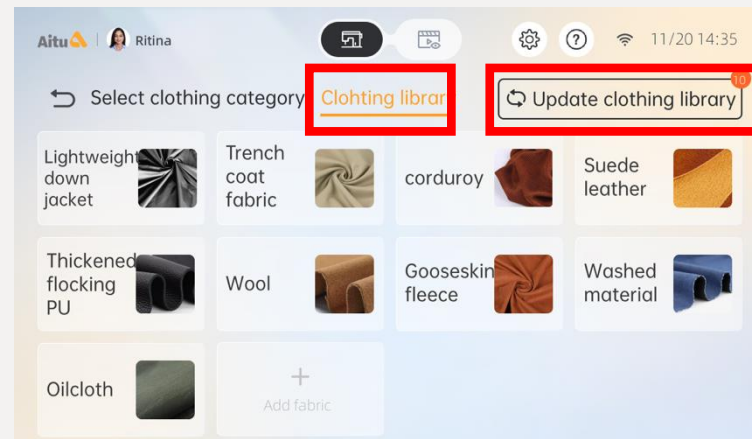 Aitu
Ritina
11/20 14:35
Select clothing category
Clohting librar
Update clothing library
10
Lightweight
down
jacket
Trench
coat
fabric
corduroy
Suede
leather
Thickened
flocking
PU
Wool
Gooseskin
fleece
Washed
material
Oilcloth
Add fabric